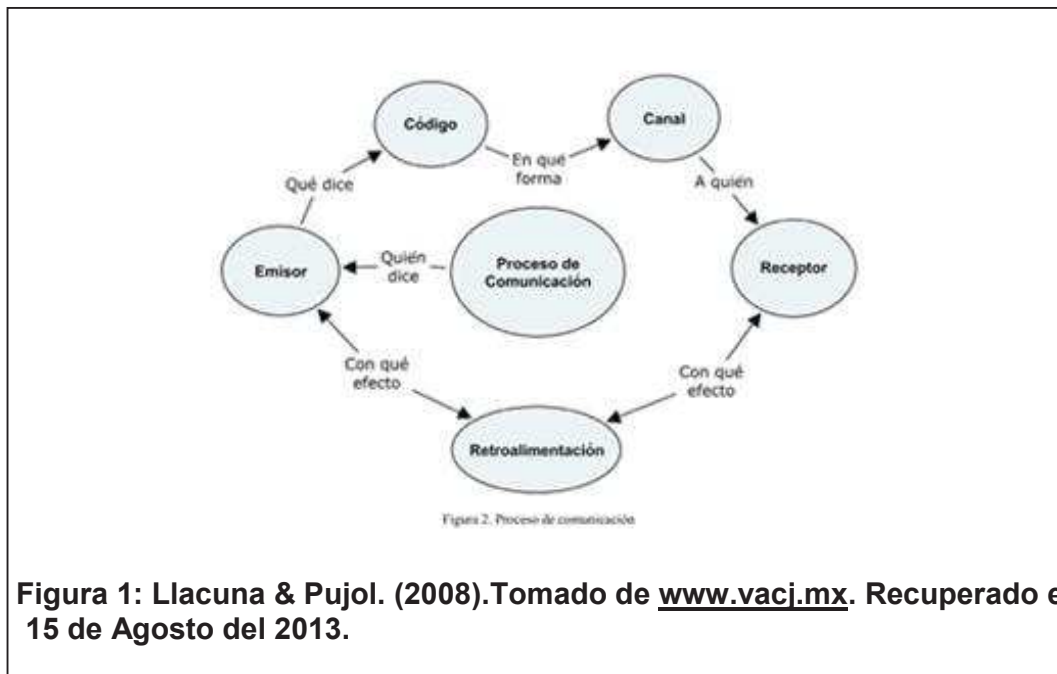 Código
Canal
En qué
forma
Qué dice
A quién
Emisor
Quién
dice
Proceso de
Comunicación
Receptor
Con qué
efecto
Con qué
efecto
Retroalimentación
Figura 2. Proceso de comunicación
Figura 1: Llacuna & Pujol. (2008).Tomado de www.vacj.mx. Recuperado e
15 de Agosto del 2013.